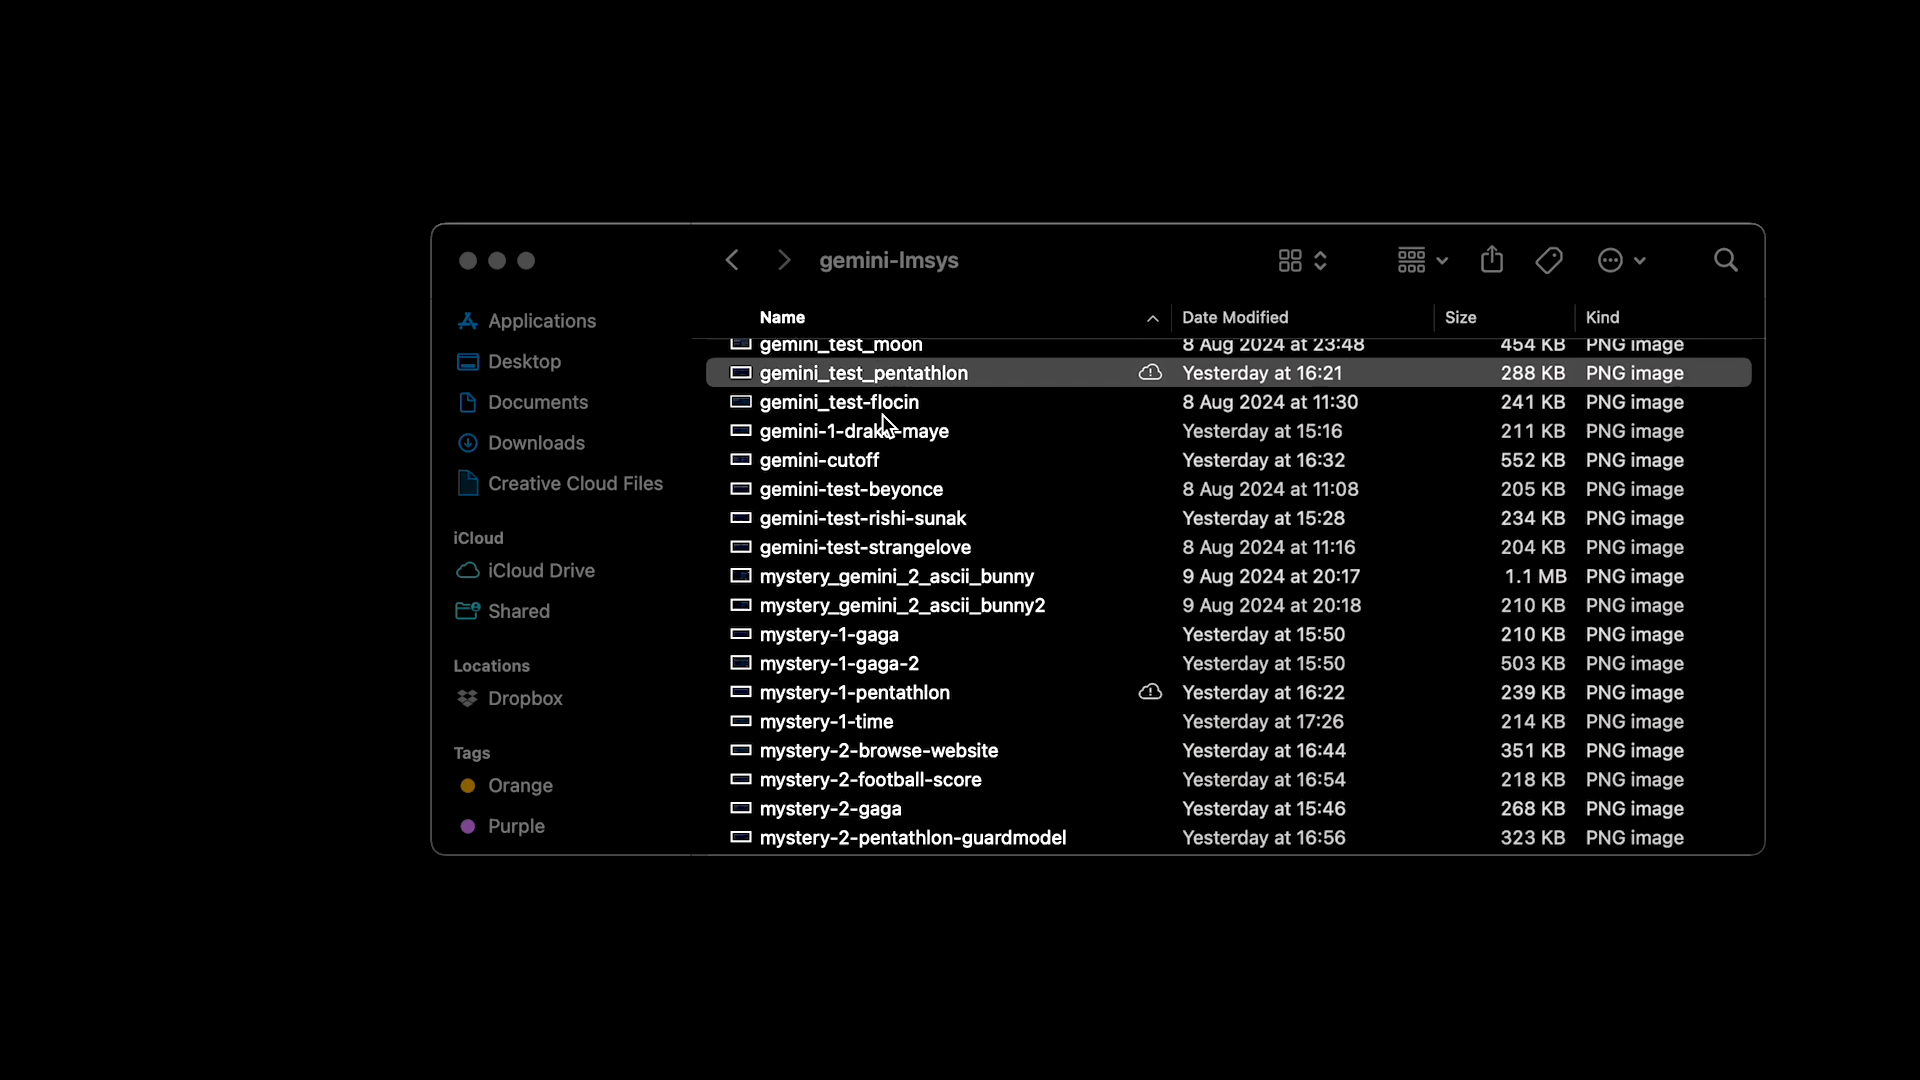 gemini-lmsys
Applications
Desktop
Documents
Downloads
Creative Cloud Files
iCloud
iCloud Drive
Shared
Locations
Dropbox
Tags
Orange
Purple
Name Date Modified Size Kind
gemini_test_moon 8 Aug 2024 at 23:48 454 KB PNG image
gemini_test_pentathlon Yesterday at 16:21 288 KB PNG image
gemini_test-flocin 8 Aug 2024 at 11:30 241 KB PNG image
gemini-1-drake-maye Yesterday at 15:16 211 KB PNG image
gemini-cutoff Yesterday at 16:32 552 KB PNG image
gemini-test-beyonce 8 Aug 2024 at 11:08 205 KB PNG image
gemini-test-rishi-sunak Yesterday at 15:28 234 KB PNG image
gemini-test-strangelove 8 Aug 2024 at 11:16 204 KB PNG image
mystery_gemini_2_ascii_bunny 9 Aug 2024 at 20:17 1.1 MB PNG image
mystery_gemini_2_ascii_bunny2 9 Aug 2024 at 20:18 210 KB PNG image
mystery-1-gaga Yesterday at 15:50 210 KB PNG image
mystery-1-gaga-2 Yesterday at 15:50 503 KB PNG image
mystery-1-pentathlon Yesterday at 16:22 239 KB PNG image
mystery-1-time Yesterday at 17:26 214 KB PNG image
mystery-2-browse-website Yesterday at 16:44 351 KB PNG image
mystery-2-football-score Yesterday at 16:54 218 KB PNG image
mystery-2-gaga Yesterday at 15:46 268 KB PNG image
mystery-2-pentathlon-guardmodel Yesterday at 16:56 323 KB PNG image